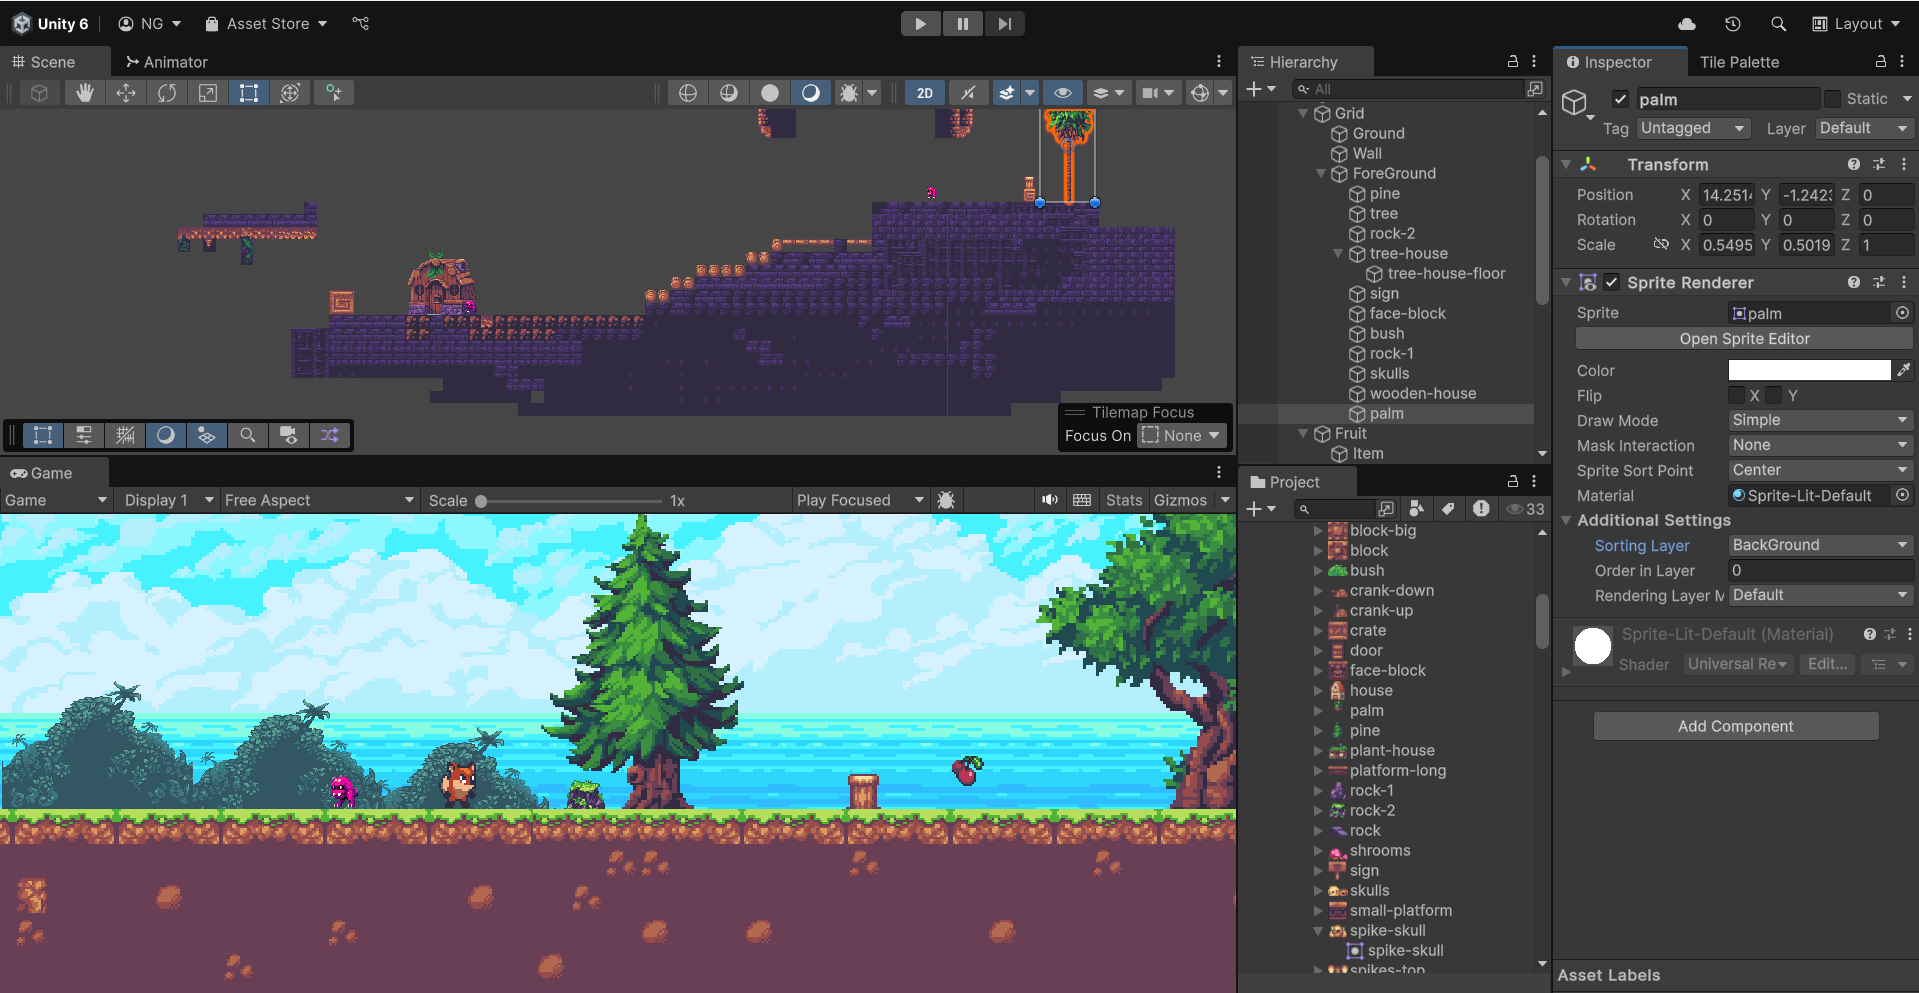 Unity 6 NG Asset Store Layout
Scene Animator
2D
Tilemap Focus
Focus On None
Game
Game Display 1 Free Aspect Scale 1x Play Focused Stats Gizmos
Hierarchy
All
Grid
Ground
Wall
ForeGround
pine
tree
rock-2
tree-house
tree-house-floor
sign
face-block
bush
rock-1
skulls
wooden-house
palm
Fruit
Item
Project
33
block-big
block
bush
crank-down
crank-up
crate
door
face-block
house
palm
pine
plant-house
platform-long
rock-1
rock-2
rock
shrooms
sign
skulls
small-platform
spike-skull
spike-skull
spikes-top
Inspector Tile Palette
palm Static
Tag Untagged Layer Default
Transform
Position X 14.251 Y -1.242 Z 0
Rotation X 0 Y 0 Z 0
Scale X 0.5495 Y 0.5019 Z 1
Sprite Renderer
Sprite palm
Open Sprite Editor
Color
Flip X Y
Draw Mode Simple
Mask Interaction None
Sprite Sort Point Center
Material Sprite-Lit-Default
Additional Settings
Sorting Layer BackGround
Order in Layer 0
Rendering Layer M Default
Sprite-Lit-Default (Material)
Shader Universal Re Edit...
Add Component
Asset Labels